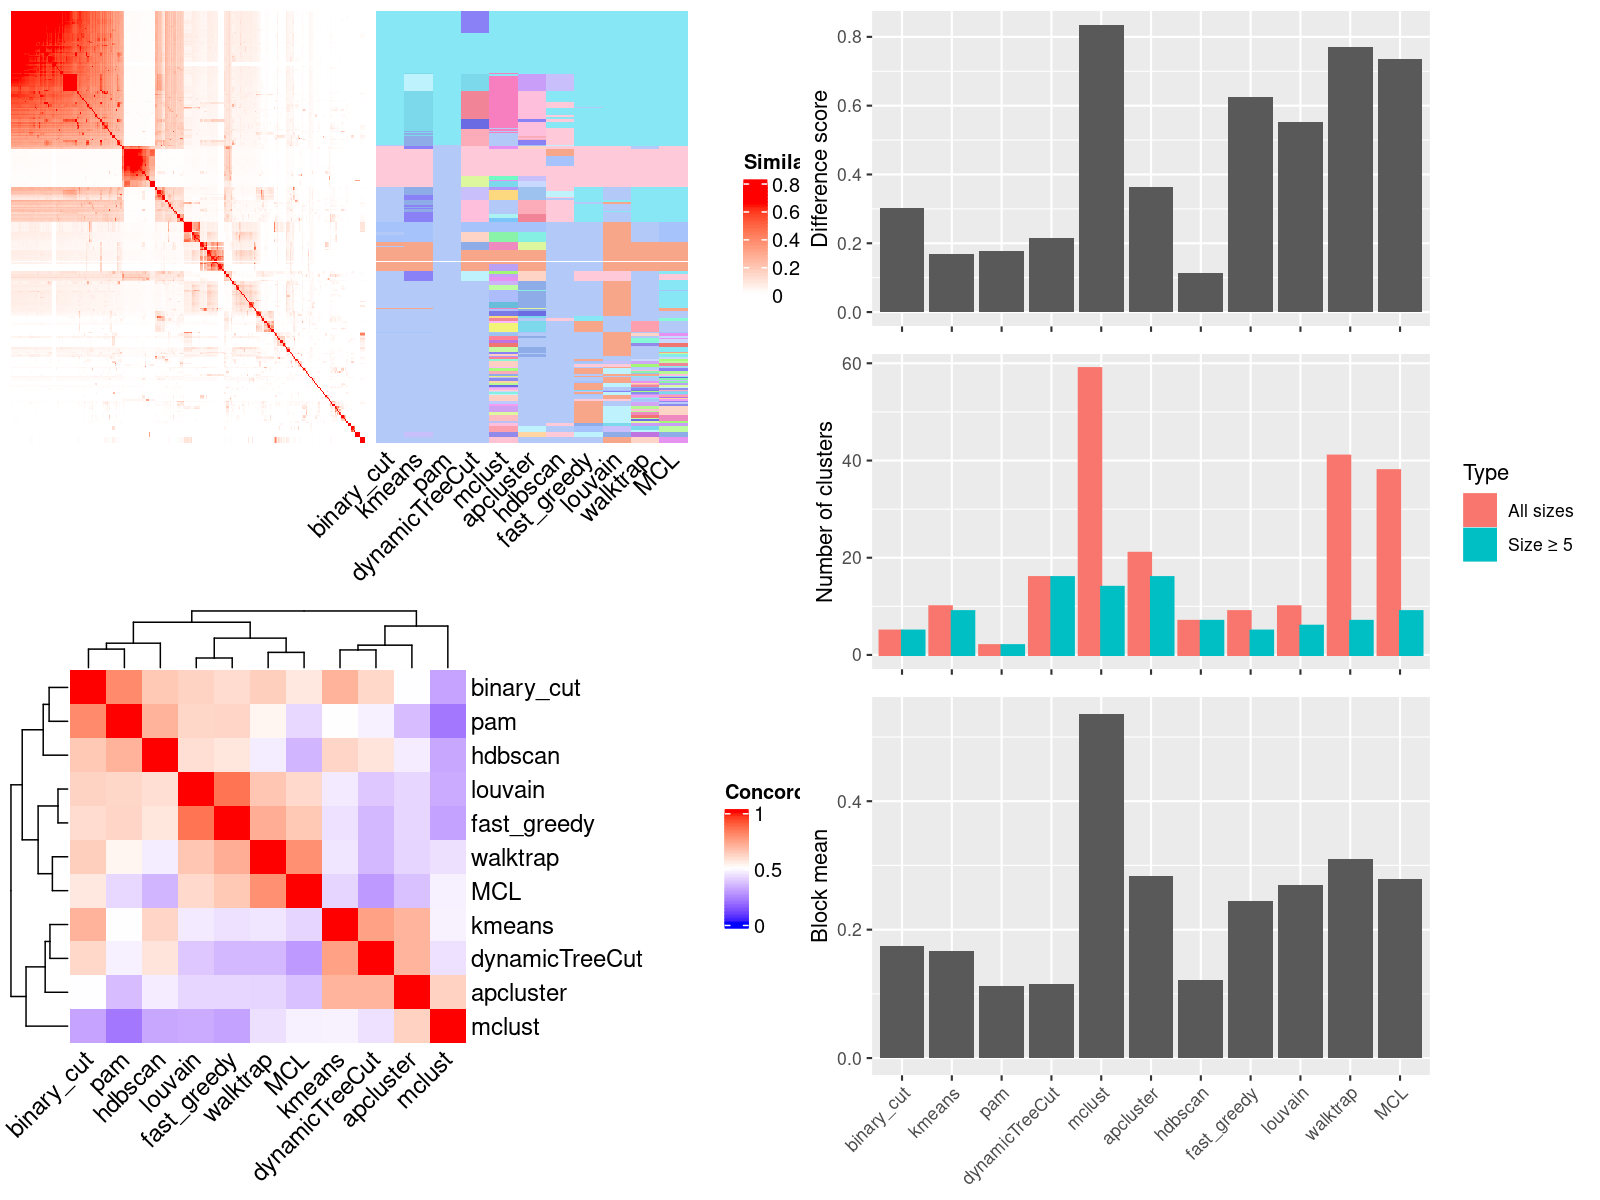 Simila
0.8
0.6
0.4
0.2
0
binary_cut
kmeans
pam
dynamicTreeCut
mclust
apcluster
hdbscan
fast_greedy
louvain
walktrap
MCL
binary_cut
pam
hdbscan
louvain
fast_greedy
walktrap
MCL
kmeans
dynamicTreeCut
apcluster
mclust
binary_cut
pam
hdbscan
louvain
fast_greedy
walktrap
MCL
kmeans
dynamicTreeCut
apcluster
mclust
Concord
1
0.5
0
Difference score
0.8
0.6
0.4
0.2
0.0
Number of clusters
60
40
20
0
Type
All sizes
Size ≥ 5
Block mean
0.4
0.2
0.0
binary_cut
kmeans
pam
dynamicTreeCut
mclust
apcluster
hdbscan
fast_greedy
louvain
walktrap
MCL